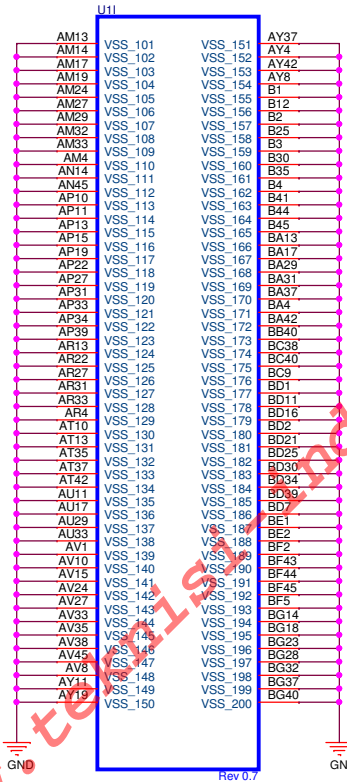 U1I
AM13 VSS_101 VSS_151 AY37
AM14 VSS_102 VSS_152 AY4
AM17 VSS_103 VSS_153 AY42
AM19 VSS_104 VSS_154 AY8
AM24 VSS_105 VSS_155 B1
AM27 VSS_106 VSS_156 B12
AM29 VSS_107 VSS_157 B2
AM32 VSS_108 VSS_158 B25
AM33 VSS_109 VSS_159 B3
AM4 VSS_110 VSS_160 B30
AN14 VSS_111 VSS_161 B35
AN45 VSS_112 VSS_162 B4
AP10 VSS_113 VSS_163 B41
AP11 VSS_114 VSS_164 B44
AP13 VSS_115 VSS_165 B45
AP15 VSS_116 VSS_166 BA13
AP19 VSS_117 VSS_167 BA17
AP22 VSS_118 VSS_168 BA29
AP27 VSS_119 VSS_169 BA31
AP31 VSS_120 VSS_170 BA37
AP33 VSS_121 VSS_171 BA4
AP34 VSS_122 VSS_172 BA42
AP39 VSS_123 VSS_173 BB40
AR13 VSS_124 VSS_174 BC38
AR22 VSS_125 VSS_175 BC40
AR27 VSS_126 VSS_176 BC9
AR31 VSS_127 VSS_177 BD1
AR33 VSS_128 VSS_178 BD11
AR4 VSS_129 VSS_179 BD16
AT10 VSS_130 VSS_180 BD2
AT13 VSS_131 VSS_181 BD21
AT35 VSS_132 VSS_182 BD25
AT37 VSS_133 VSS_183 BD30
AT42 VSS_134 VSS_184 BD34
AU11 VSS_135 VSS_185 BD39
AU17 VSS_136 VSS_186 BD7
AU29 VSS_137 VSS_187 BE1
AU33 VSS_138 VSS_188 BE2
AV1 VSS_139 VSS_189 BF2
AV10 VSS_140 VSS_190 BF43
AV15 VSS_141 VSS_191 BF44
AV24 VSS_142 VSS_192 BF45
AV27 VSS_143 VSS_193 BF5
AV33 VSS_144 VSS_194 BG14
AV35 VSS_145 VSS_195 BG18
AV38 VSS_146 VSS_196 BG23
AV45 VSS_147 VSS_197 BG28
AV8 VSS_148 VSS_198 BG32
AY11 VSS_149 VSS_199 BG37
AY19 VSS_150 VSS_200 BG40
GND GN
Rev 0.7
.teknisi-ind